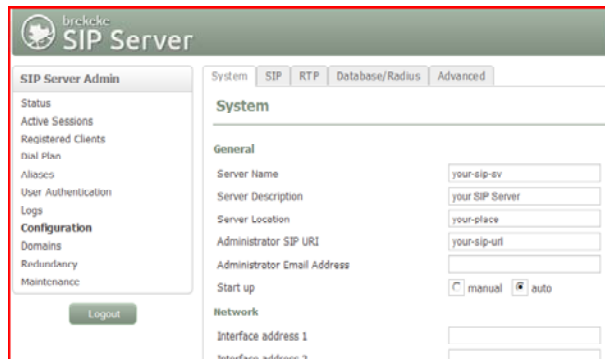 brekeke
SIP Server
SIP Server Admin
Status
Active Sessions
Registered Clients
Dial Plan
Aliases
User Authentication
Logs
Configuration
Domains
Redundancy
Maintenance
Logout
System SIP RTP Database/Radius Advanced
System
General
Server Name your-sip-sv
Server Description your SIP Server
Server Location your-place
Administrator SIP URI your-sip-uri
Administrator Email Address
Start up manual auto
Network
Interface address 1
Interface address 2